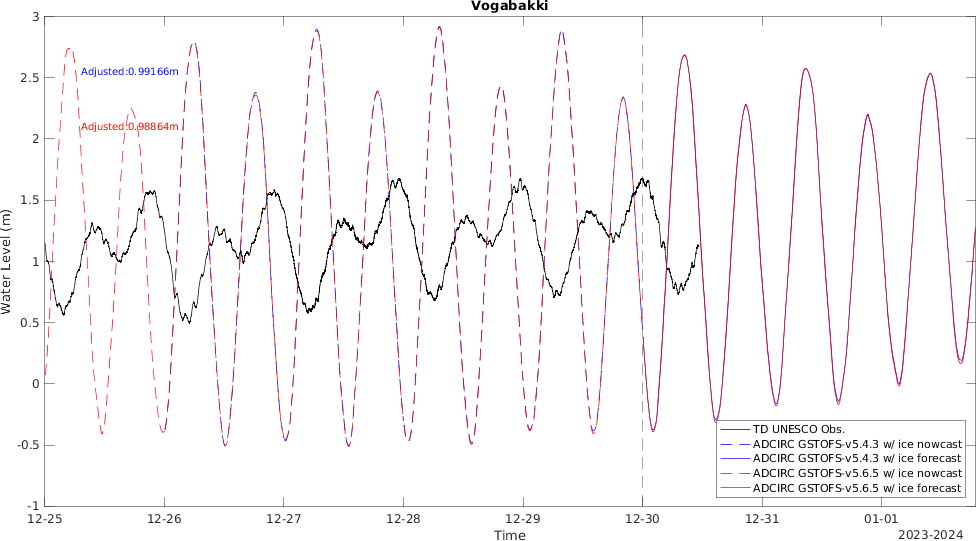 Vogabakki
3
2.5
2
1.5
1
0.5
0
-0.5
-1
Water Level (m)
Adjusted:0.99166m
Adjusted:0.98864m
TD UNESCO Obs.
ADCIRC GSTOFS-v5.4.3 w/ ice nowcast
ADCIRC GSTOFS-v5.4.3 w/ ice forecast
ADCIRC GSTOFS-v5.6.5 w/ ice nowcast
ADCIRC GSTOFS-v5.6.5 w/ ice forecast
12-25 12-26 12-27 12-28 12-29 12-30 12-31 01-01
Time
2023-2024